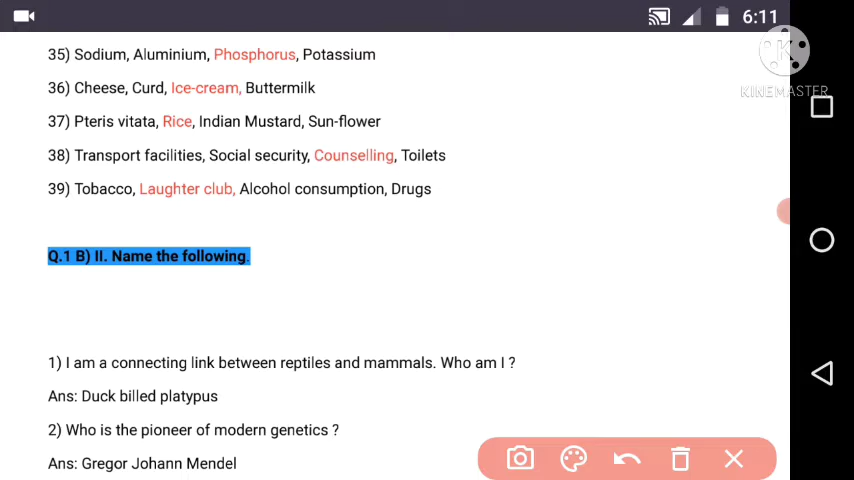 6:11
KINEMASTER
35) Sodium, Aluminium, Phosphorus, Potassium
36) Cheese, Curd, Ice-cream, Buttermilk
37) Pteris vitata, Rice, Indian Mustard, Sun-flower
38) Transport facilities, Social security, Counselling, Toilets
39) Tobacco, Laughter club, Alcohol consumption, Drugs
Q.1 B) II. Name the following.
1) I am a connecting link between reptiles and mammals. Who am I ?
Ans: Duck billed platypus
2) Who is the pioneer of modern genetics ?
Ans: Gregor Johann Mendel